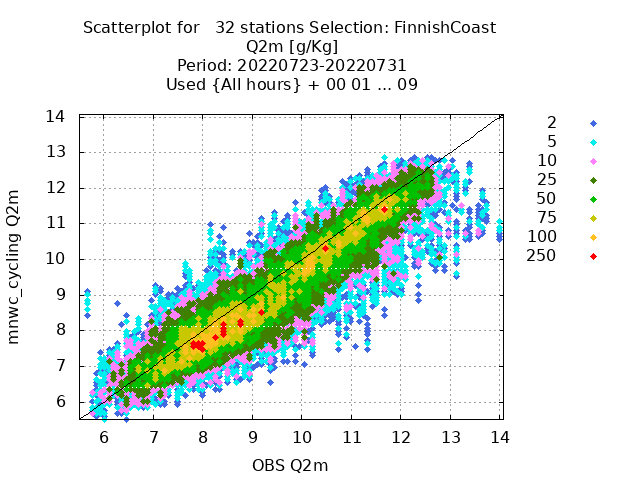 Scatterplot for   32 stations Selection: FinnishCoast
Q2m [g/Kg]
Period: 20220723-20220731
Used {All hours} + 00 01 ... 09
14
13
12
11
10
9
8
7
6
mnwc_cycling Q2m
6 7 8 9 10 11 12 13 14
OBS Q2m
2
5
10
25
50
75
100
250